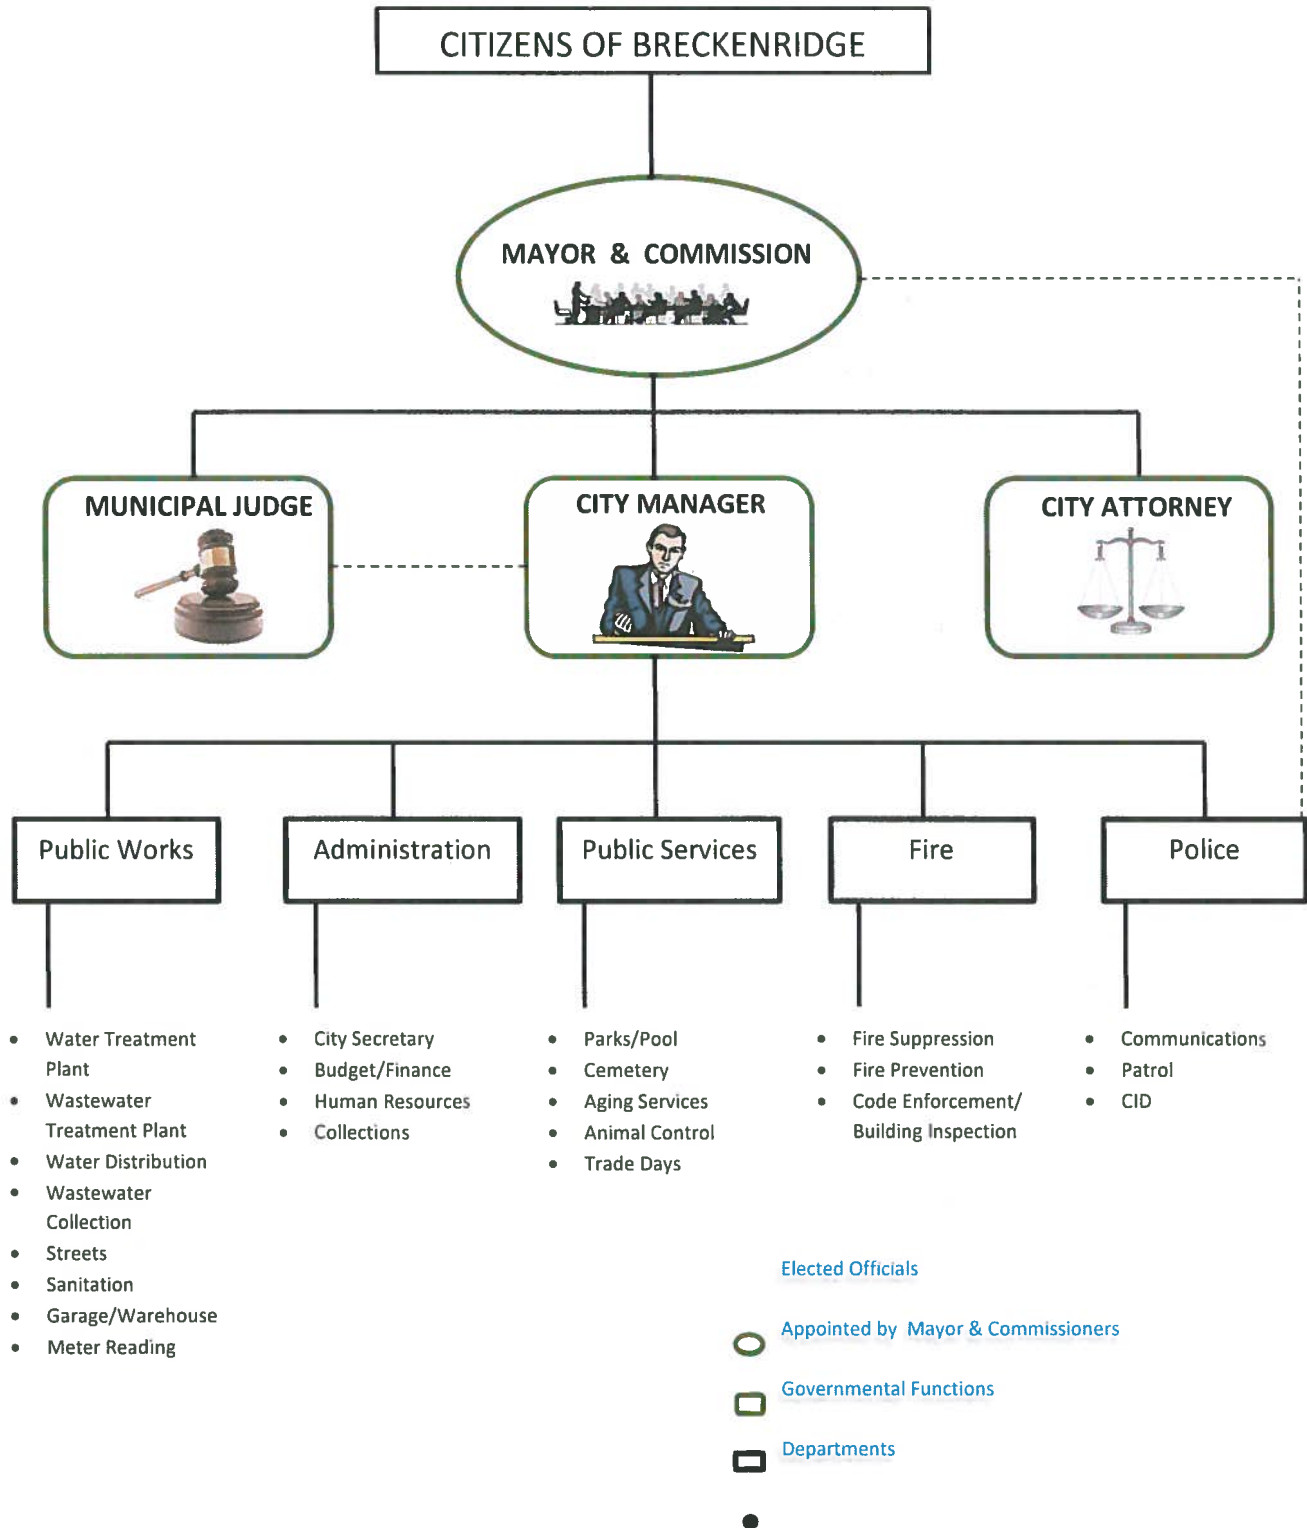 CITIZENS OF BRECKENRIDGE
MAYOR & COMMISSION
MUNICIPAL JUDGE
CITY MANAGER
CITY ATTORNEY
Public Works
Administration
Public Services
Fire
Police
• Water Treatment
Plant
• Wastewater
Treatment Plant
• Water Distribution
• Wastewater
Collection
• Streets
• Sanitation
• Garage/Warehouse
• Meter Reading
• City Secretary
• Budget/Finance
• Human Resources
• Collections
• Parks/Pool
• Cemetery
• Aging Services
• Animal Control
• Trade Days
• Fire Suppression
• Fire Prevention
• Code Enforcement/
Building Inspection
• Communications
• Patrol
• CID
Elected Officials
Appointed by Mayor & Commissioners
Governmental Functions
Departments